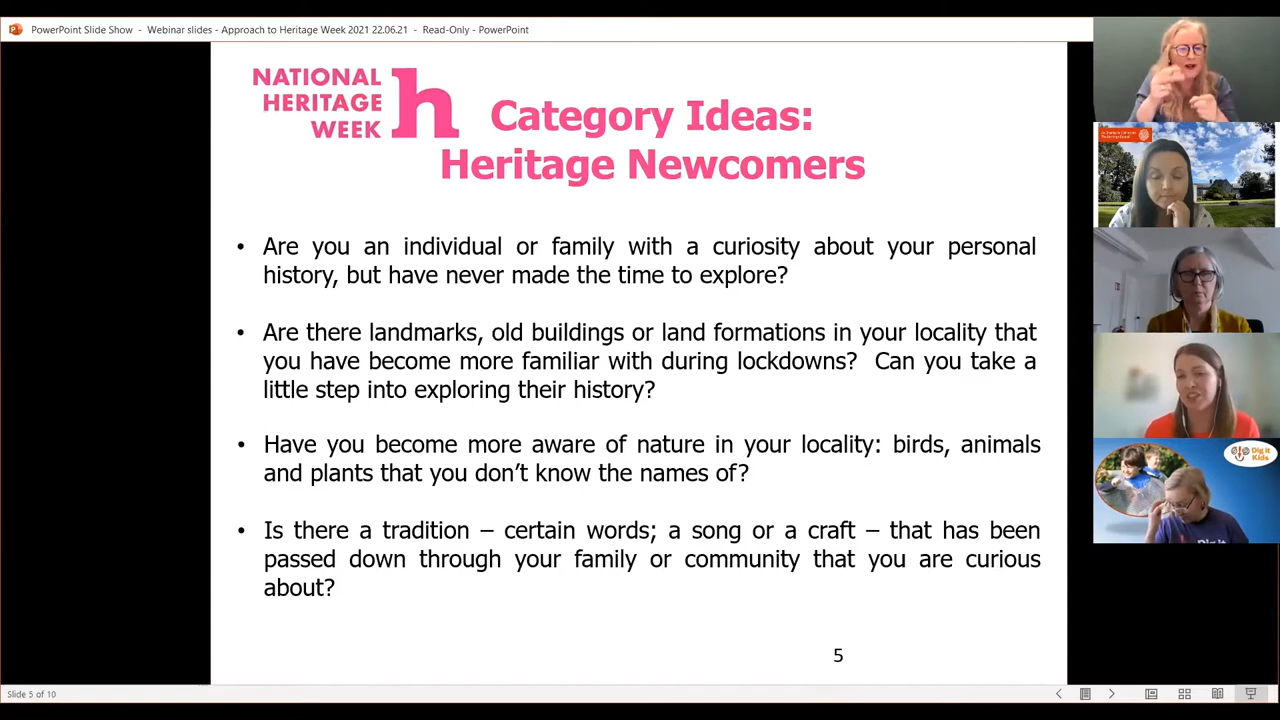 PowerPoint Slide Show - Webinar slides - Approach to Heritage Week 2021 22.06.21 - Read-Only - PowerPoint
NATIONAL
HERITAGE
WEEK
h
Category Ideas:
Heritage Newcomers
• Are you an individual or family with a curiosity about your personal
history, but have never made the time to explore?
• Are there landmarks, old buildings or land formations in your locality that
you have become more familiar with during lockdowns? Can you take a
little step into exploring their history?
• Have you become more aware of nature in your locality: birds, animals
and plants that you don’t know the names of?
• Is there a tradition – certain words; a song or a craft – that has been
passed down through your family or community that you are curious
about?
5
Dig it
Kids
Dig it
Slide 5 of 10